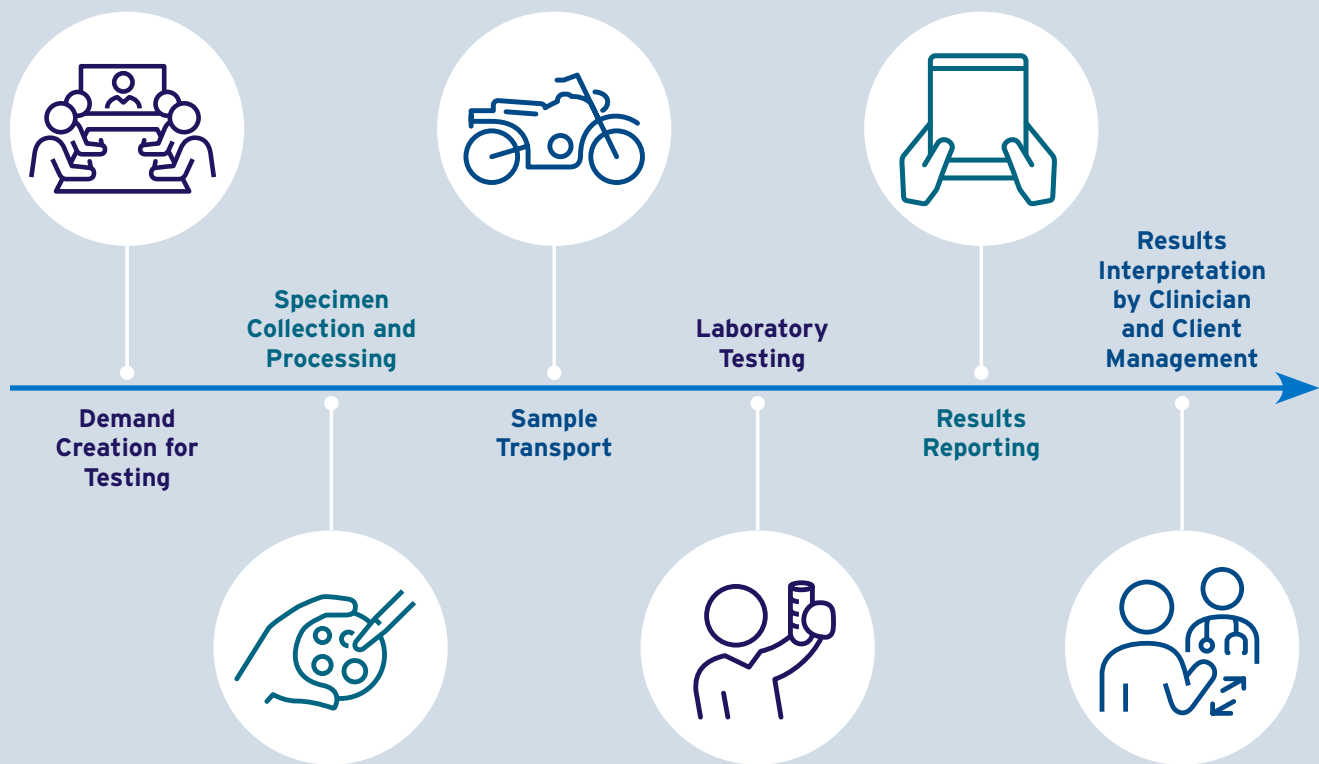 Demand
Creation for
Testing
Specimen
Collection and
Processing
Sample
Transport
Laboratory
Testing
Results
Reporting
Results
Interpretation
by Clinician
and Client
Management